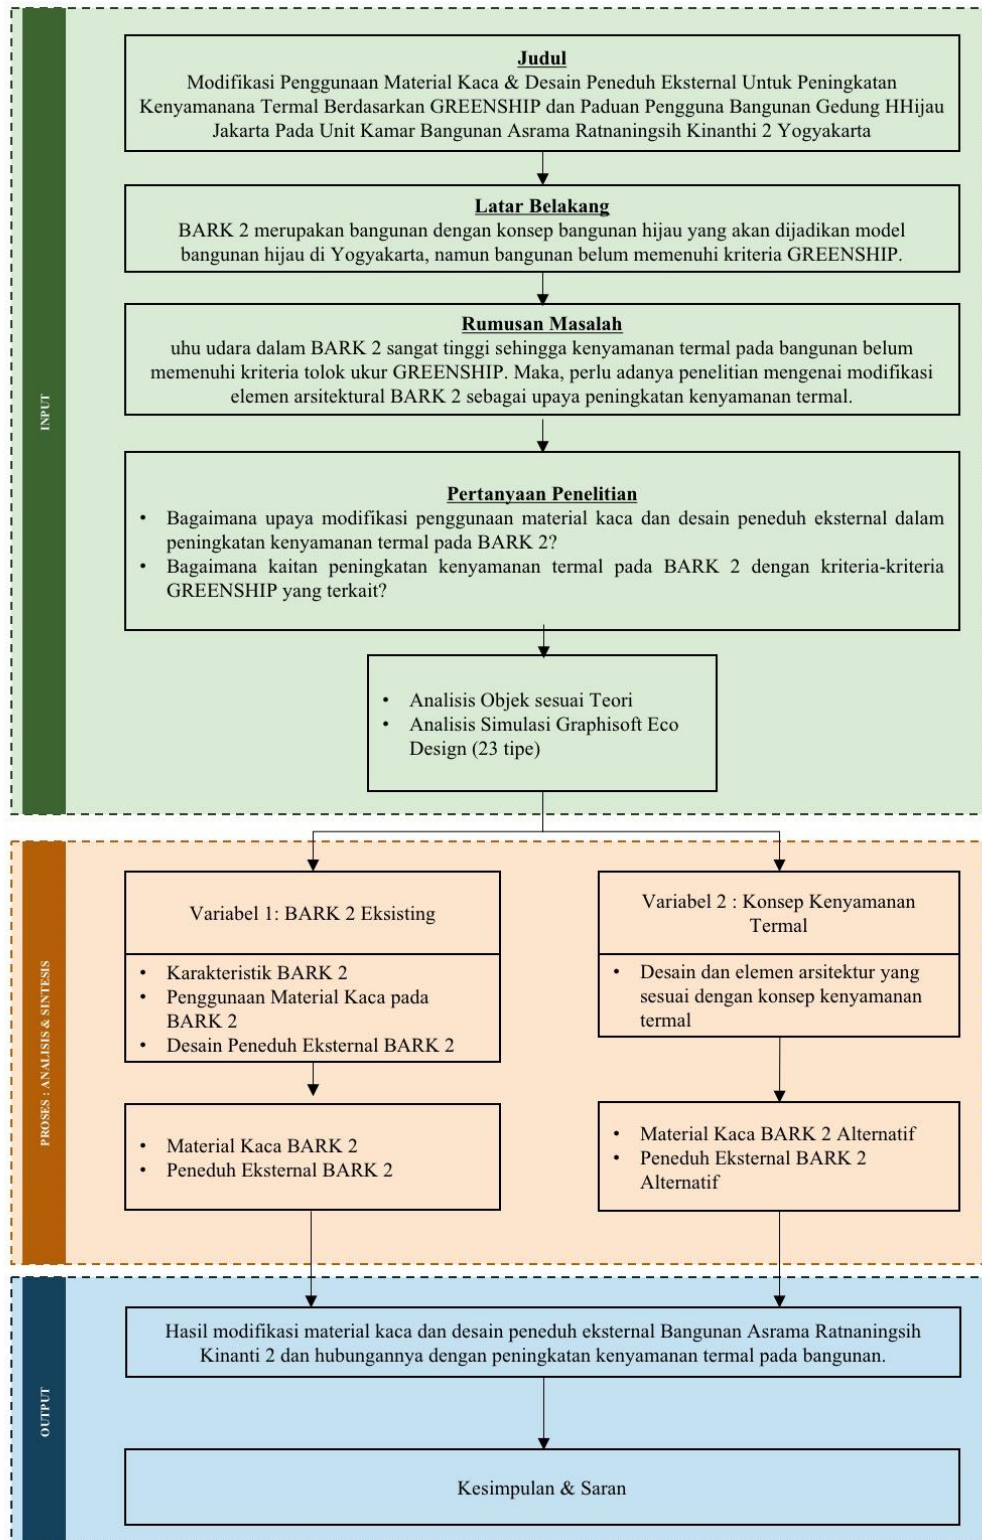 INPUT
Judul
Modifikasi Penggunaan Material Kaca & Desain Peneduh Eksternal Untuk Peningkatan
Kenyamanana Termal Berdasarkan GREENSHIP dan Paduan Pengguna Bangunan Gedung HHijau
Jakarta Pada Unit Kamar Bangunan Asrama Ratnaningsih Kinanthi 2 Yogyakarta
Latar Belakang
BARK 2 merupakan bangunan dengan konsep bangunan hijau yang akan dijadikan model
bangunan hijau di Yogyakarta, namun bangunan belum memenuhi kriteria GREENSHIP.
Rumusan Masalah
uhu udara dalam BARK 2 sangat tinggi sehingga kenyamanan termal pada bangunan belum
memenuhi kriteria tolok ukur GREENSHIP. Maka, perlu adanya penelitian mengenai modifikasi
elemen arsitektural BARK 2 sebagai upaya peningkatan kenyamanan termal.
Pertanyaan Penelitian
• Bagaimana upaya modifikasi penggunaan material kaca dan desain peneduh eksternal dalam
peningkatan kenyamanan termal pada BARK 2?
• Bagaimana kaitan peningkatan kenyamanan termal pada BARK 2 dengan kriteria-kriteria
GREENSHIP yang terkait?
• Analisis Objek sesuai Teori
• Analisis Simulasi Graphisoft Eco
Design (23 tipe)
PROSES : ANALISIS & SINTESIS
Variabel 1: BARK 2 Eksisting
• Karakteristik BARK 2
• Penggunaan Material Kaca pada
BARK 2
• Desain Peneduh Eksternal BARK 2
• Material Kaca BARK 2
• Peneduh Eksternal BARK 2
Variabel 2 : Konsep Kenyamanan
Termal
• Desain dan elemen arsitektur yang
sesuai dengan konsep kenyamanan
termal
• Material Kaca BARK 2 Alternatif
• Peneduh Eksternal BARK 2
Alternatif
OUTPUT
Hasil modifikasi material kaca dan desain peneduh eksternal Bangunan Asrama Ratnaningsih
Kinanti 2 dan hubungannya dengan peningkatan kenyamanan termal pada bangunan.
Kesimpulan & Saran